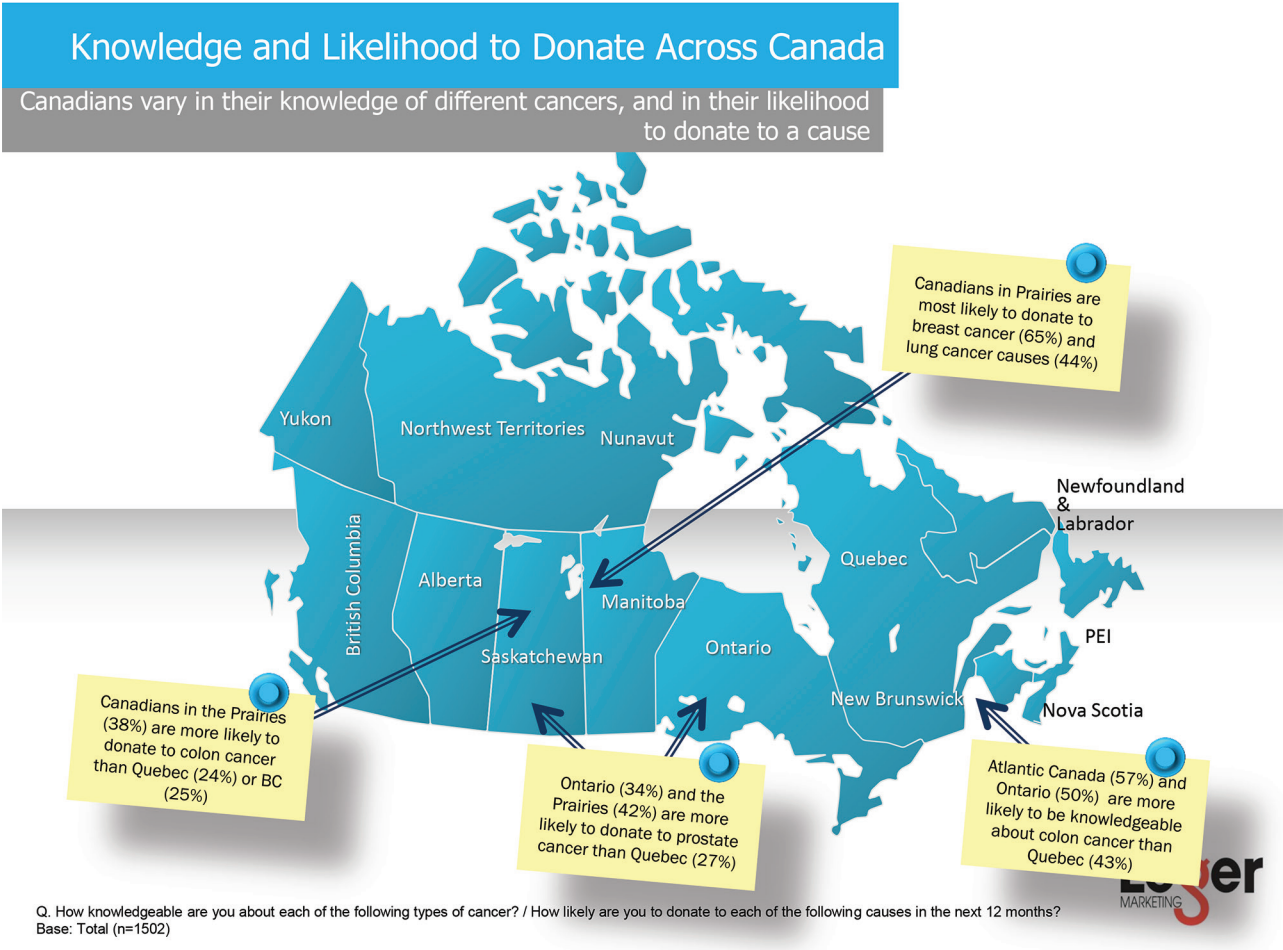 Knowledge and Likelihood to Donate Across Canada
Canadians vary in their knowledge of different cancers, and in their likelihood
to donate to a cause
Canadians in Prairies are
most likely to donate to
breast cancer (65%) and
lung cancer causes (44%)
Yukon
Northwest Territories
Nunavut
Newfoundland
&
Labrador
British Columbia
Alberta
Quebec
Manitoba
Saskatchewan
Ontario
PEI
New Brunswick
Nova Scotia
Canadians in the Prairies
(38%) are more likely to
donate to colon cancer
than Quebec (24%) or BC
(25%)
Ontario (34%) and the
Prairies (42%) are more
likely to donate to prostate
cancer than Quebec (27%)
Atlantic Canada (57%) and
Ontario (50%) are more
likely to be knowledgeable
about colon cancer than
Quebec (43%)
Leger
MARKETING
Q. How knowledgeable are you about each of the following types of cancer? / How likely are you to donate to each of the following causes in the next 12 months?
Base: Total (n=1502)